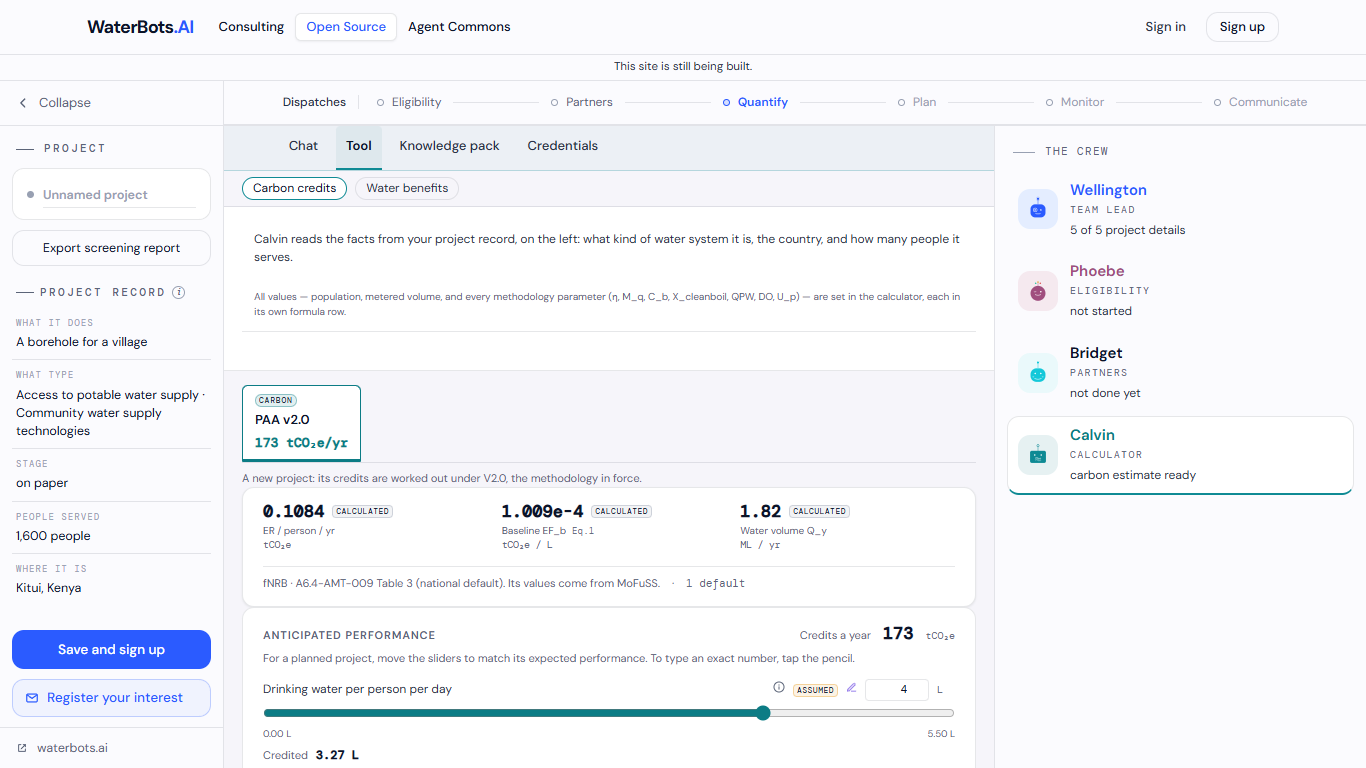 WaterBots.AI Consulting Open Source Agent Commons Sign in Sign up
This site is still being built.
Collapse
Dispatches Eligibility Partners Quantify Plan Monitor Communicate
PROJECT
Unnamed project
Export screening report
PROJECT RECORD i
WHAT IT DOES
A borehole for a village
WHAT TYPE
Access to potable water supply ·
Community water supply
technologies
STAGE
on paper
PEOPLE SERVED
1,600 people
WHERE IT IS
Kitui, Kenya
Save and sign up
Register your interest
waterbots.ai
Chat Tool Knowledge pack Credentials
Carbon credits Water benefits
Calvin reads the facts from your project record, on the left: what kind of water system it is, the country, and how many people it
serves.
All values — population, metered volume, and every methodology parameter (η, M_q, C_b, X_cleanboil, QPW, DO, U_p) — are set in the calculator, each in
its own formula row.
CARBON
PAA v2.0
173 tCO₂e/yr
A new project: its credits are worked out under V2.0, the methodology in force.
0.1084 CALCULATED 1.009e-4 CALCULATED 1.82 CALCULATED
ER / person / yr Baseline EF_b Eq.1 Water volume Q_y
tCO₂e tCO₂e / L ML / yr
fNRB · A6.4-AMT-009 Table 3 (national default). Its values come from MoFuSS. · 1 default
ANTICIPATED PERFORMANCE Credits a year 173 tCO₂e
For a planned project, move the sliders to match its expected performance. To type an exact number, tap the pencil.
Drinking water per person per day ASSUMED 4 L
0.00 L 5.50 L
Credited 3.27 L
THE CREW
Wellington
TEAM LEAD
5 of 5 project details
Phoebe
ELIGIBILITY
not started
Bridget
PARTNERS
not done yet
Calvin
CALCULATOR
carbon estimate ready